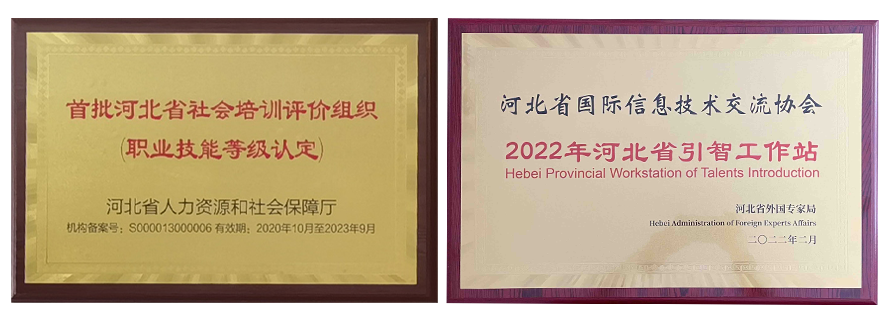 首批河北省社会培训评价组织
(职业技能等级认定)
河北省人力资源和社会保障厅
机构备案号：S000013000006 有效期：2020年10月至2023年9月
河北省国际信息技术交流协会
2022年河北省引智工作站
Hebei Provincial Workstation of Talents Introduction
河北省外国专家局
Hebei Administration of Foreign Experts Affairs
二〇二二年二月